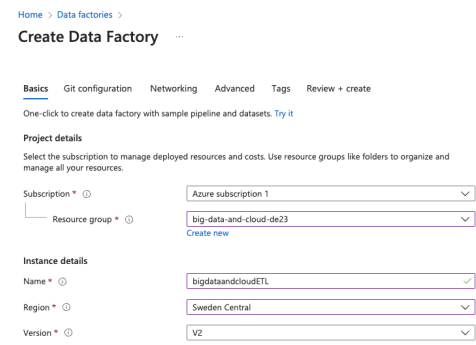 Home > Data factories >
Create Data Factory ...
Basics Git configuration Networking Advanced Tags Review + create
One-click to create data factory with sample pipeline and datasets. Try it
Project details
Select the subscription to manage deployed resources and costs. Use resource groups like folders to organize and
manage all your resources.
Subscription * Azure subscription 1
Resource group * big-data-and-cloud-de23
Create new
Instance details
Name * bigdataandcloudETL
Region * Sweden Central
Version * V2